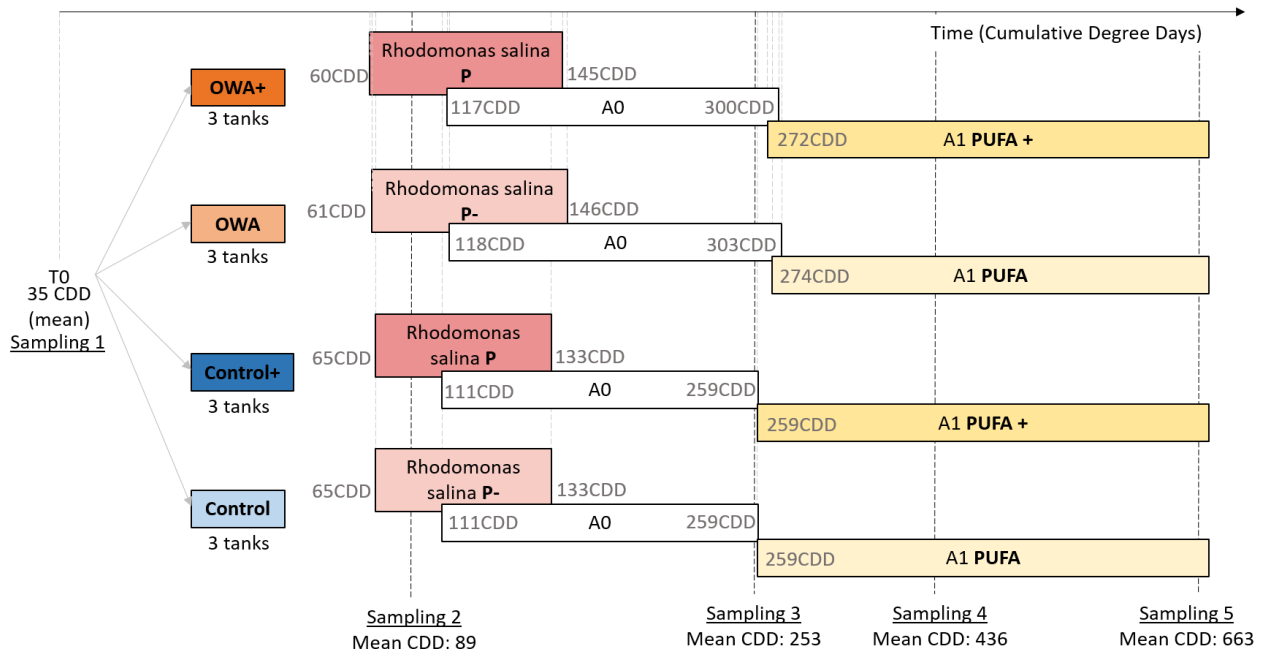 Time (Cumulative Degree Days)
OWA+
3 tanks
60CDD
Rhodomonas salina
P
145CDD
117CDD
A0
300CDD
272CDD
A1 PUFA +
OWA
3 tanks
61CDD
Rhodomonas salina
P-
146CDD
118CDD
A0
303CDD
274CDD
A1 PUFA
T0
35 CDD
(mean)
Sampling 1
Control+
3 tanks
65CDD
Rhodomonas
salina P
133CDD
111CDD
A0
259CDD
259CDD
A1 PUFA +
Control
3 tanks
65CDD
Rhodomonas
salina P-
133CDD
111CDD
A0
259CDD
259CDD
A1 PUFA
Sampling 2
Mean CDD: 89
Sampling 3
Mean CDD: 253
Sampling 4
Mean CDD: 436
Sampling 5
Mean CDD: 663